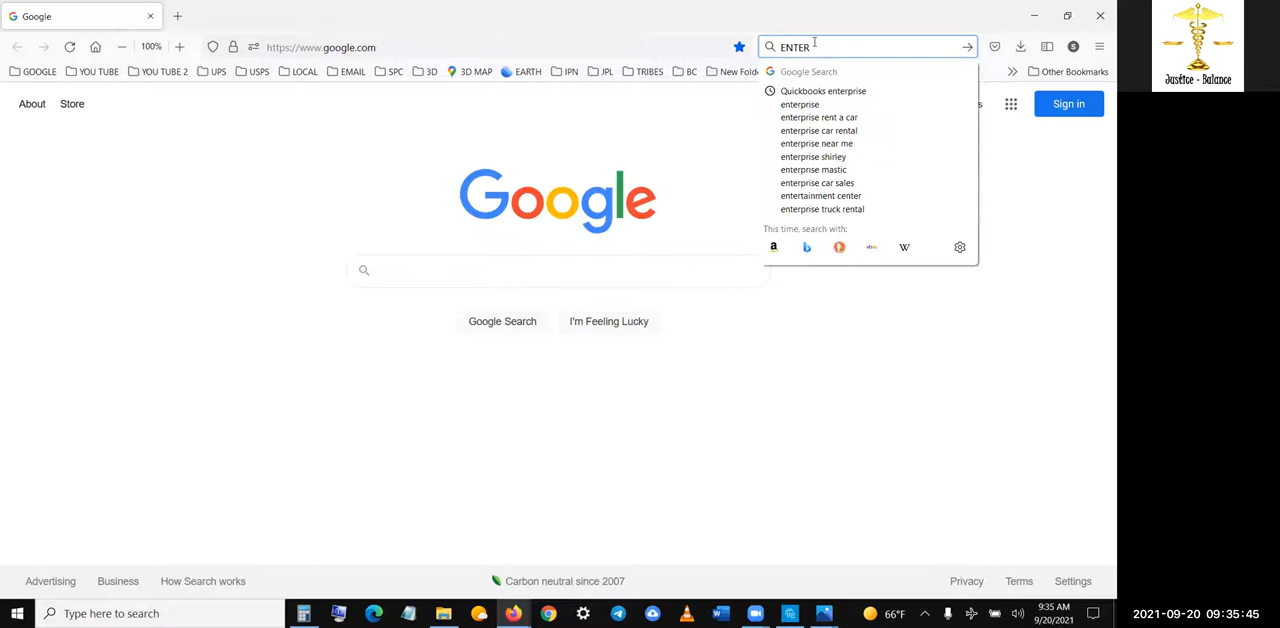 Google
100%
https://www.google.com
ENTER
GOOGLE YOU TUBE YOU TUBE 2 UPS USPS LOCAL EMAIL SPC 3D 3D MAP EARTH IPN JPL TRIBES BC New Folde Other Bookmarks
Google Search
Quickbooks enterprise
enterprise
enterprise rent a car
enterprise car rental
enterprise near me
enterprise shirley
enterprise mastic
enterprise car sales
entertainment center
enterprise truck rental
This time, search with:
a b W
About Store
s Sign in
Google
Google Search I'm Feeling Lucky
Advertising Business How Search works
Carbon neutral since 2007
Privacy Terms Settings
Type here to search
66°F
9:35 AM
9/20/2021
Justice - Balance
2021-09-20 09:35:45